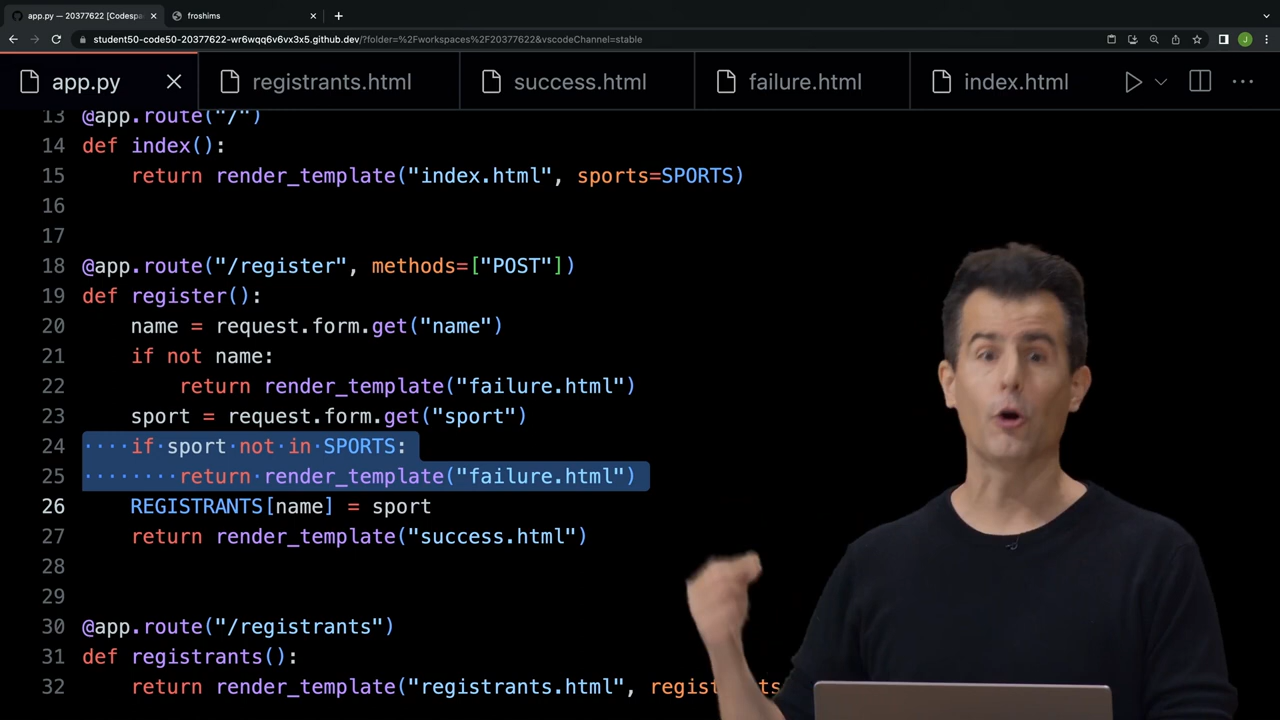 app.py — 20377622 [Codespa
froshims
student50-code50-20377622-wr6wqq6v6vx3x5.github.dev/?folder=%2Fworkspaces%2F20377622&vscodeChannel=stable
app.py registrants.html success.html failure.html index.html
13 @app.route("/")
14 def index():
15 return render_template("index.html", sports=SPORTS)
16
17
18 @app.route("/register", methods=["POST"])
19 def register():
20 name = request.form.get("name")
21 if not name:
22 return render_template("failure.html")
23 sport = request.form.get("sport")
24 if sport not in SPORTS:
25 return render_template("failure.html")
26 REGISTRANTS[name] = sport
27 return render_template("success.html")
28
29
30 @app.route("/registrants")
31 def registrants():
32 return render_template("registrants.html",